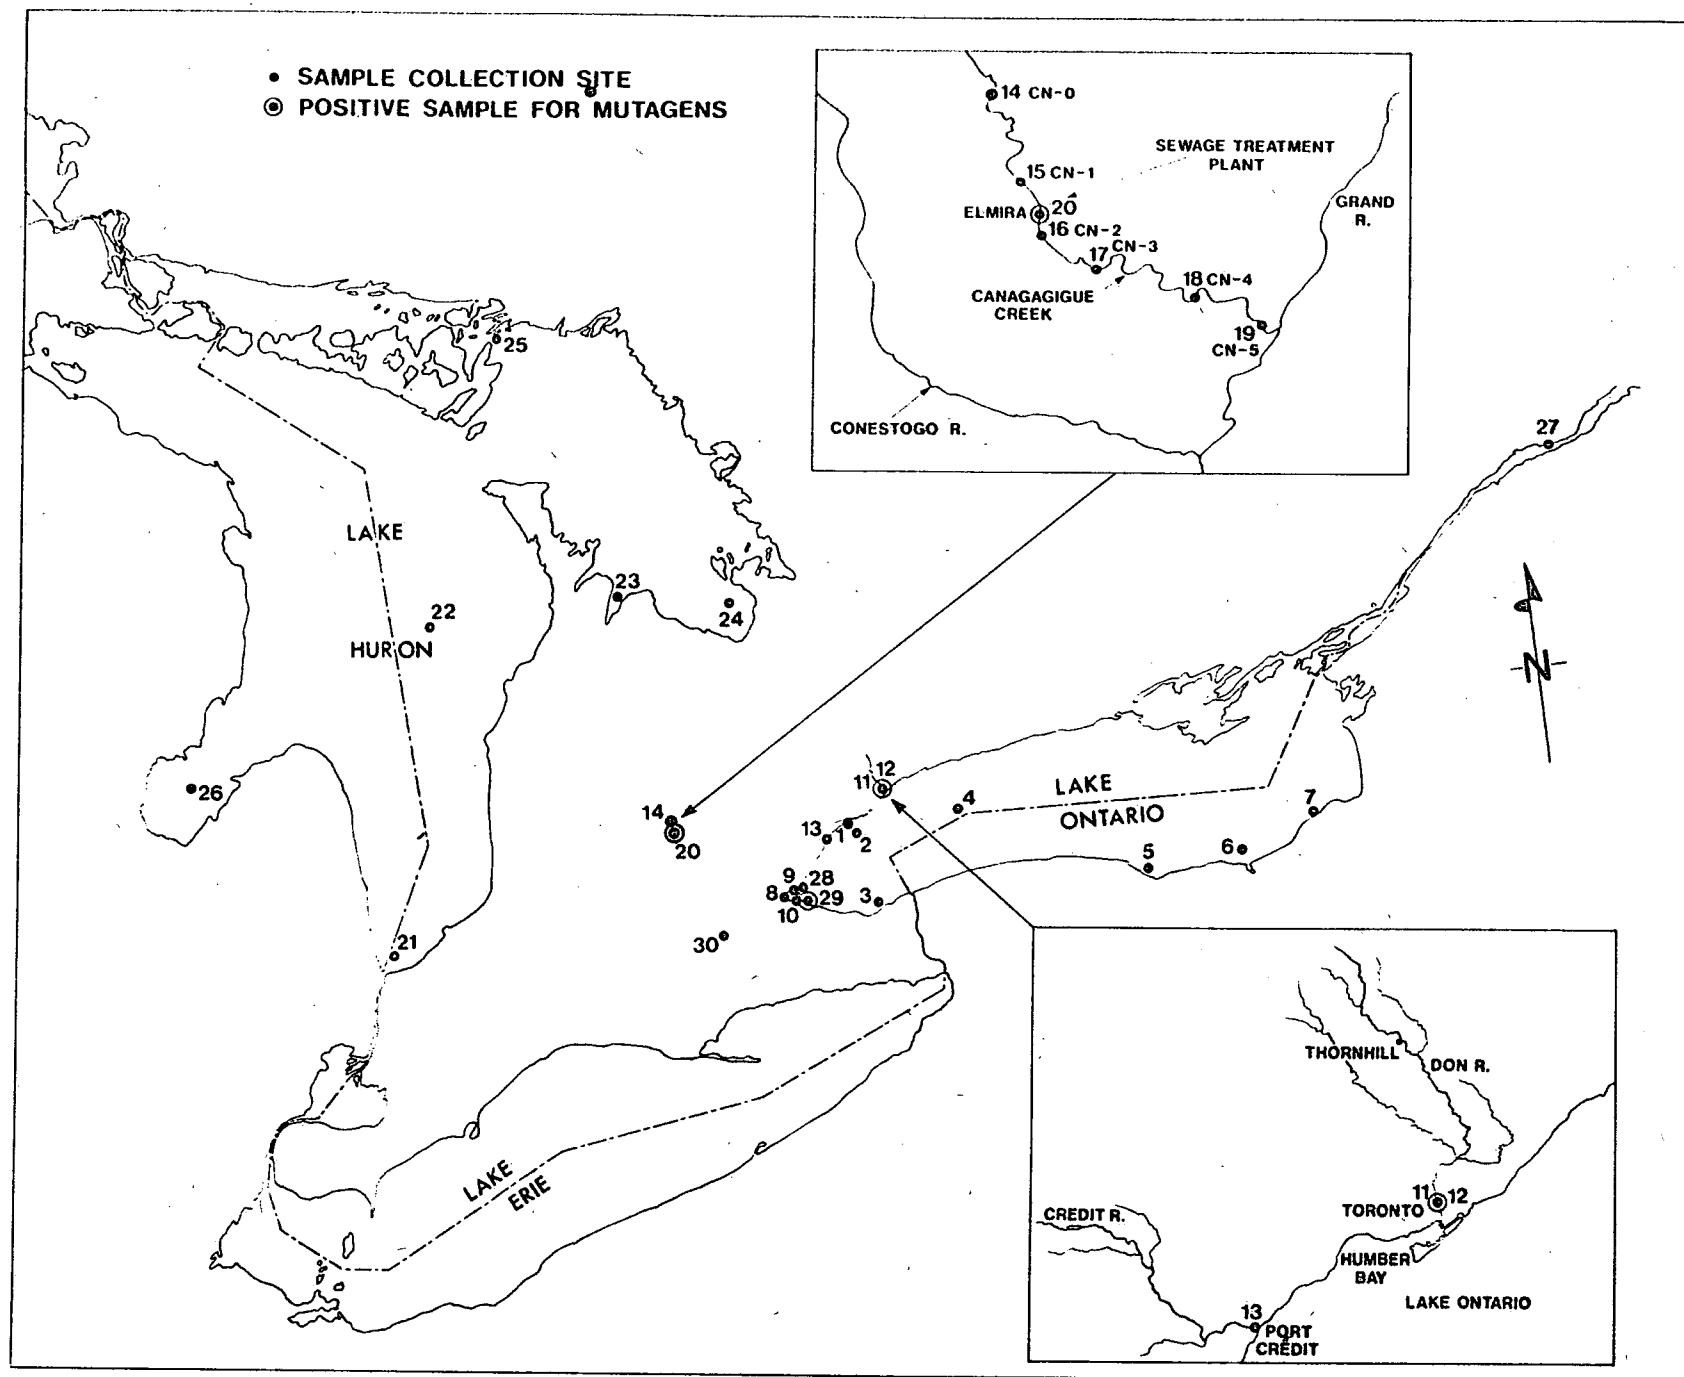 SAMPLE COLLECTION SITE
POSITIVE SAMPLE FOR MUTAGENS
14 CN-0
15 CN-1
SEWAGE TREATMENT
PLANT
ELMIRA
20
16 CN-2
17
CN-3
18 CN-4
19
CN-5
CANAGAGIGUE
CREEK
GRAND
R.
CONESTOGO R.
25
27
LAKE
HURON
22
23
24
26
21
N
14
20
11
12
13
1
2
4
LAKE
ONTARIO
7
6
5
9
28
8
29
10
3
30
LAKE
ERIE
THORNHILL
DON R.
11
12
TORONTO
CREDIT R.
HUMBER
BAY
LAKE ONTARIO
13
PORT
CREDIT